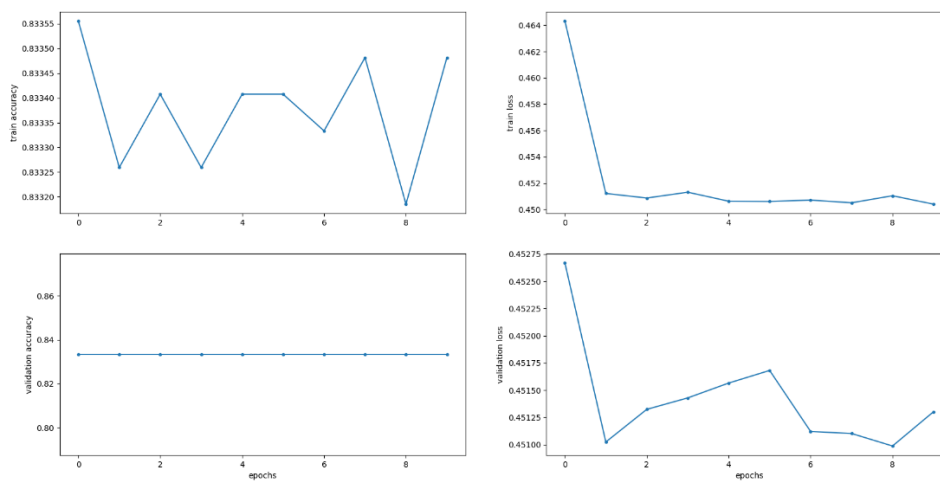 train accuracy
0.83355
0.83350
0.83345
0.83340
0.83335
0.83330
0.83325
0.83320
0 2 4 6 8
train loss
0.464
0.462
0.460
0.458
0.456
0.454
0.452
0.450
0 2 4 6 8
validation accuracy
0.86
0.84
0.82
0.80
0 2 4 6 8
epochs
validation loss
0.45275
0.45250
0.45225
0.45200
0.45175
0.45150
0.45125
0.45100
0 2 4 6 8
epochs